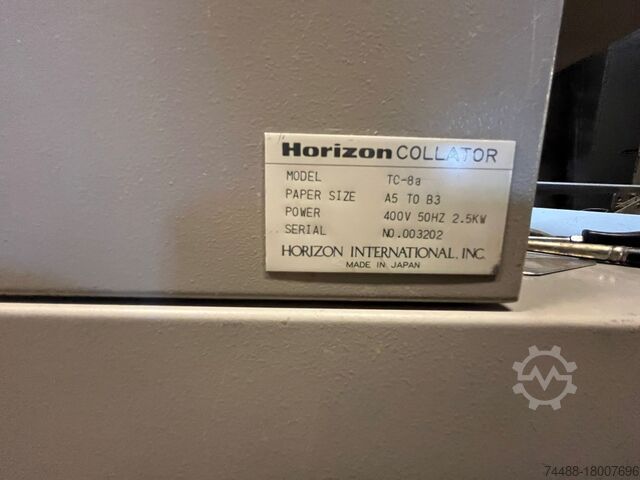 Horizon COLLATOR
MODEL TC-8a
PAPER SIZE A5 TO B3
POWER 400V 50HZ 2.5KW
SERIAL NO.003202
HORIZON INTERNATIONAL, INC.
MADE IN JAPAN
74488-18007696